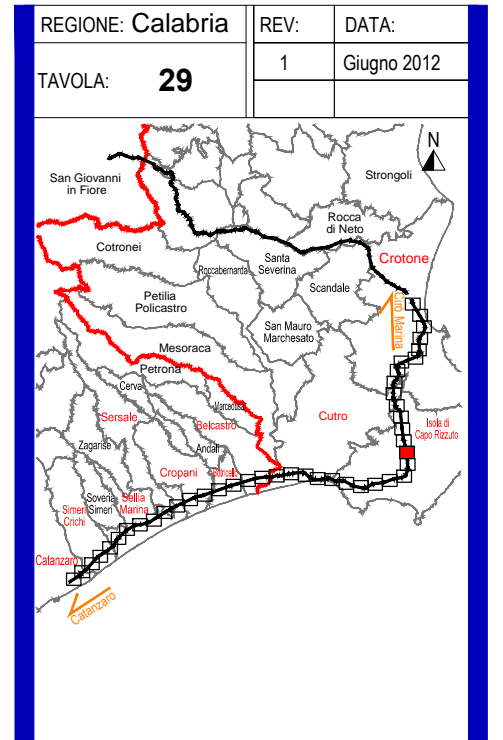 REGIONE: Calabria
REV:
DATA:
TAVOLA: 29
1
Giugno 2012
N
San Giovanni
in Fiore
Strongoli
Rocca
di Neto
Cotronei
Santa
Severina
Crotone
Roccabernarda
Scandale
Petilia
Policastro
Ciro Marina
San Mauro
Marchesato
Mesoraca
Petrona
Cerva
Marcedusa
Sersale
Belcastro
Cutro
Isola di
Capo Rizzuto
Andali
Zagarise
Cropani
Botricello
Soveria
Simeri
Sellia
Marina
Simeri
Crichi
Catanzaro
Catanzaro